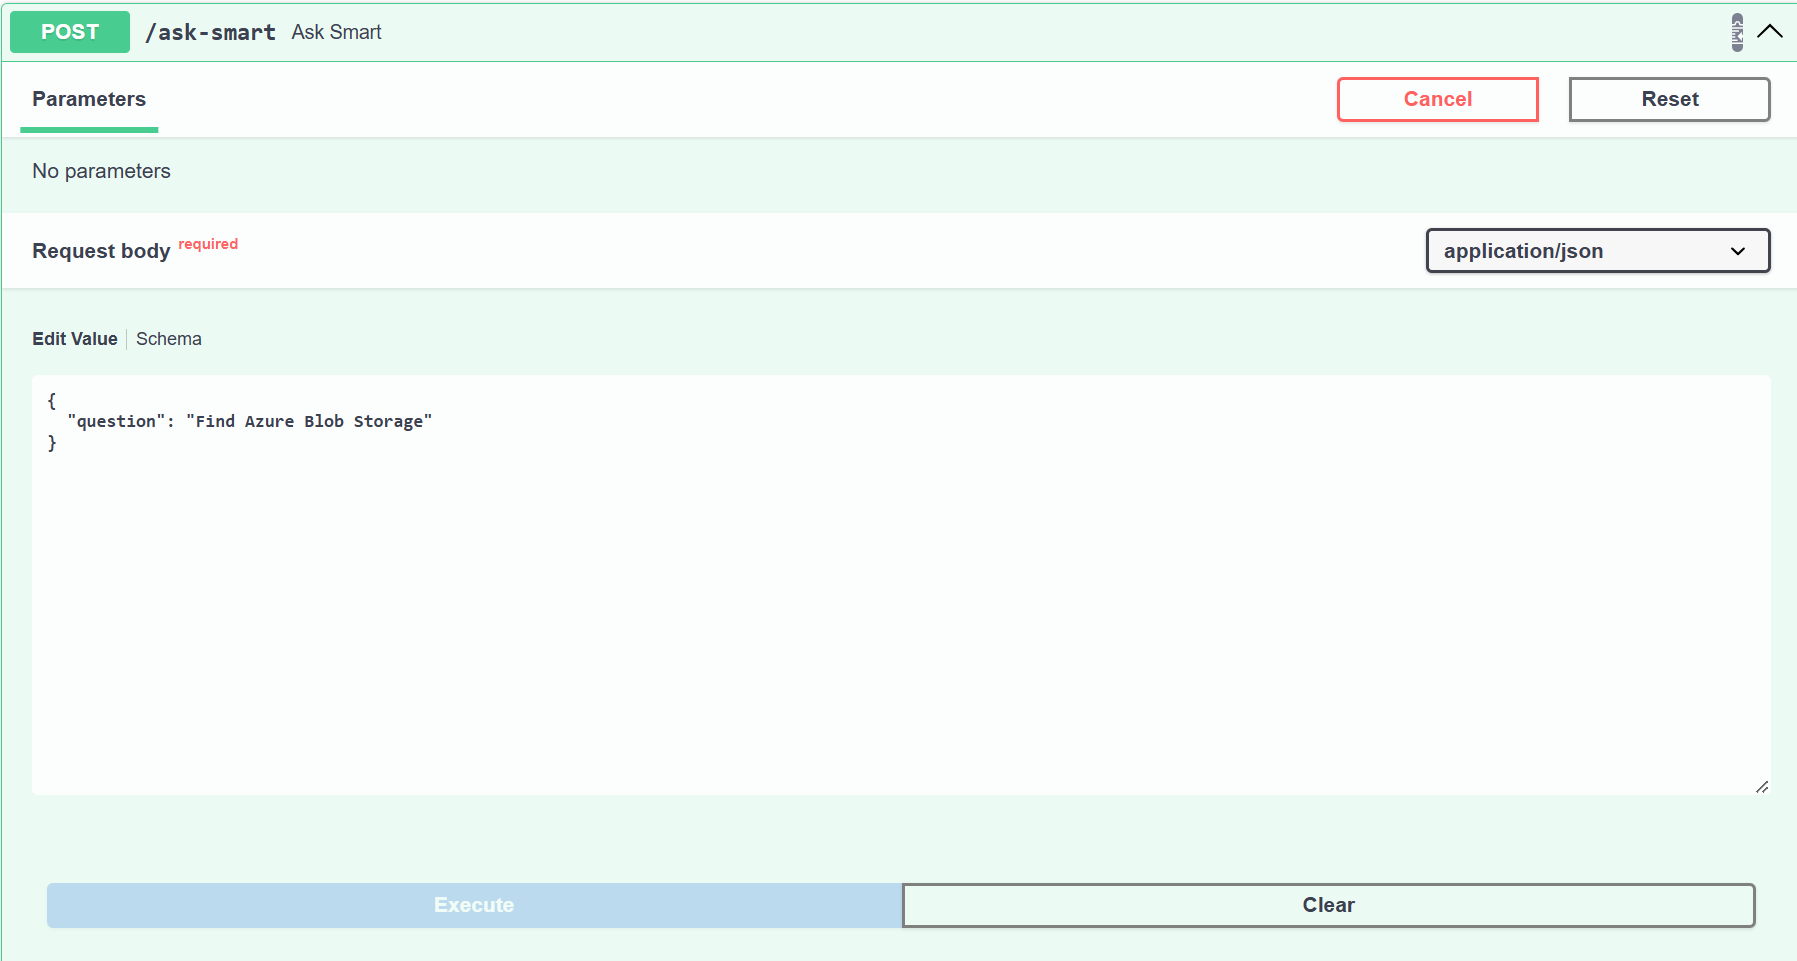 POST /ask-smart Ask Smart
Parameters
Cancel
Reset
No parameters
Request body required
application/json
Edit Value Schema
{
  "question": "Find Azure Blob Storage"
}
Execute
Clear